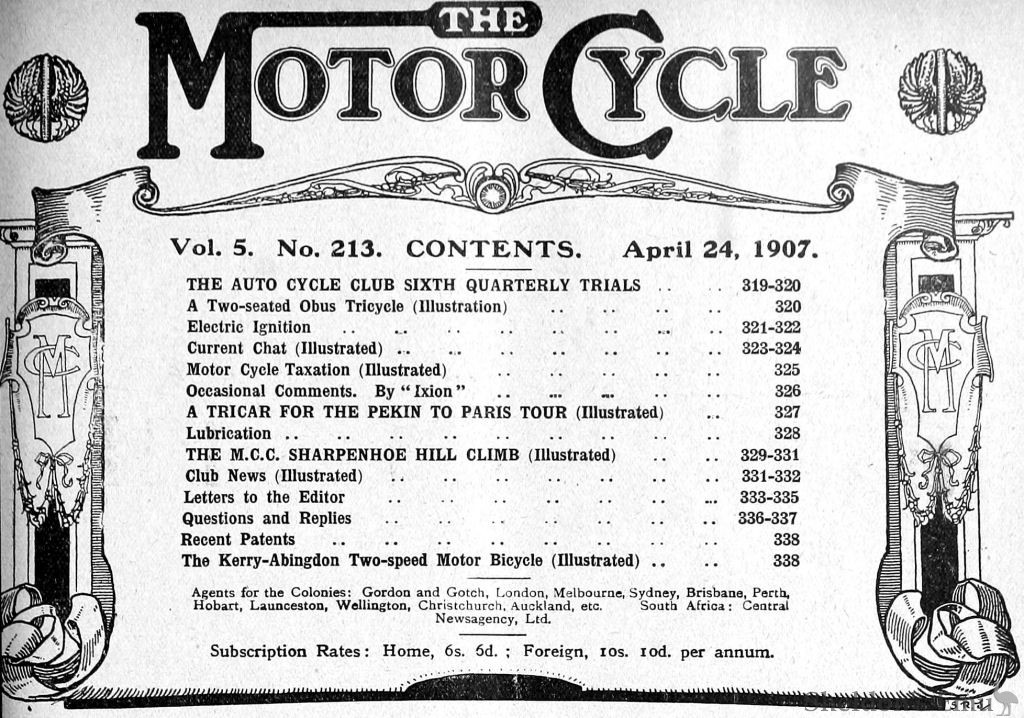 THE
MOTOR CYCLE
Vol. 5. No. 213. CONTENTS. April 24, 1907.
THE AUTO CYCLE CLUB SIXTH QUARTERLY TRIALS .. .. 319-320
A Two-seated Obus Tricycle (Illustration) .. .. .. .. 320
Electric Ignition .. .. .. .. .. .. .. .. 321-322
Current Chat (Illustrated) .. .. .. .. .. .. .. 323-324
Motor Cycle Taxation (Illustrated) .. .. .. .. .. 325
Occasional Comments. By "Ixion" .. .. .. .. .. 326
A TRICAR FOR THE PEKIN TO PARIS TOUR (Illustrated) .. 327
Lubrication .. .. .. .. .. .. .. .. .. 328
THE M.C.C. SHARPENHOE HILL CLIMB (Illustrated) .. .. 329-331
Club News (Illustrated) .. .. .. .. .. .. .. 331-332
Letters to the Editor .. .. .. .. .. .. .. 333-335
Questions and Replies .. .. .. .. .. .. .. 336-337
Recent Patents .. .. .. .. .. .. .. .. 338
The Kerry-Abingdon Two-speed Motor Bicycle (Illustrated) .. .. 338
Agents for the Colonies: Gordon and Gotch, London, Melbourne, Sydney, Brisbane, Perth,
Hobart, Launceston, Wellington, Christchurch, Auckland, etc. South Africa: Central
Newsagency, Ltd.
Subscription Rates: Home, 6s. 6d.; Foreign, 10s. 10d. per annum.
MCC
MCC